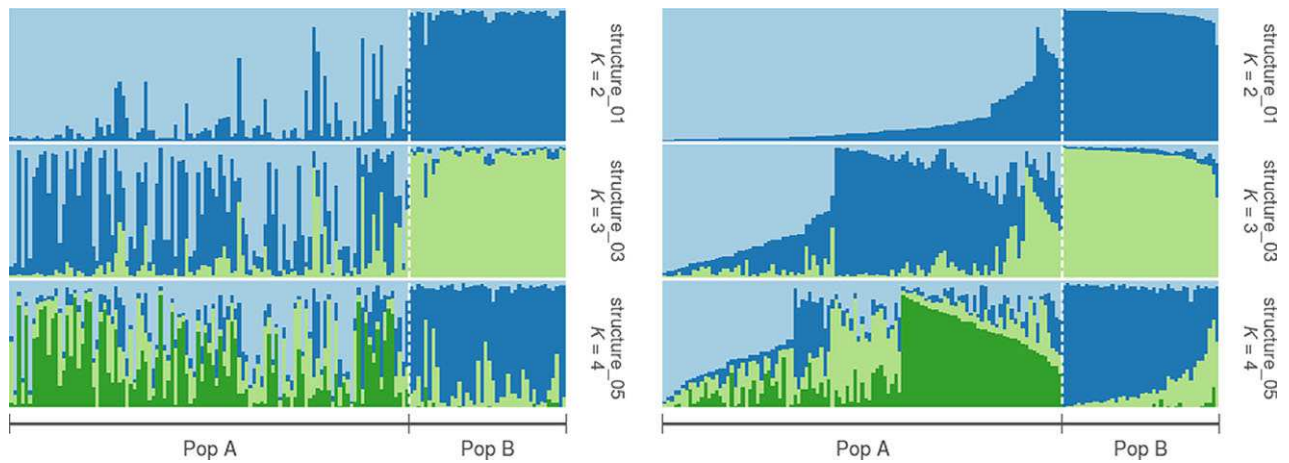 structure_01
K = 2
structure_03
K = 3
structure_05
K = 4
Pop A
Pop B
structure_01
K = 2
structure_03
K = 3
structure_05
K = 4
Pop A
Pop B